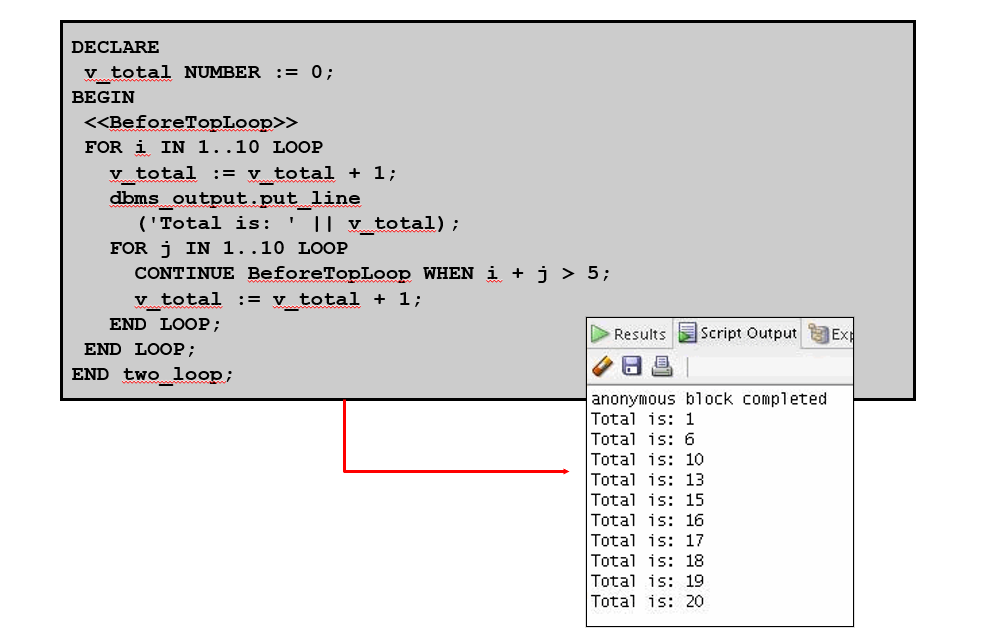 DECLARE
v_total NUMBER := 0;
BEGIN
<<BeforeTopLoop>>
FOR i IN 1..10 LOOP
v_total := v_total + 1;
dbms_output.put_line
('Total is: ' || v_total);
FOR j IN 1..10 LOOP
CONTINUE BeforeTopLoop WHEN i + j > 5;
v_total := v_total + 1;
END LOOP;
END LOOP;
END two_loop;
Results Script Output Exp
anonymous block completed
Total is: 1
Total is: 6
Total is: 10
Total is: 13
Total is: 15
Total is: 16
Total is: 17
Total is: 18
Total is: 19
Total is: 20